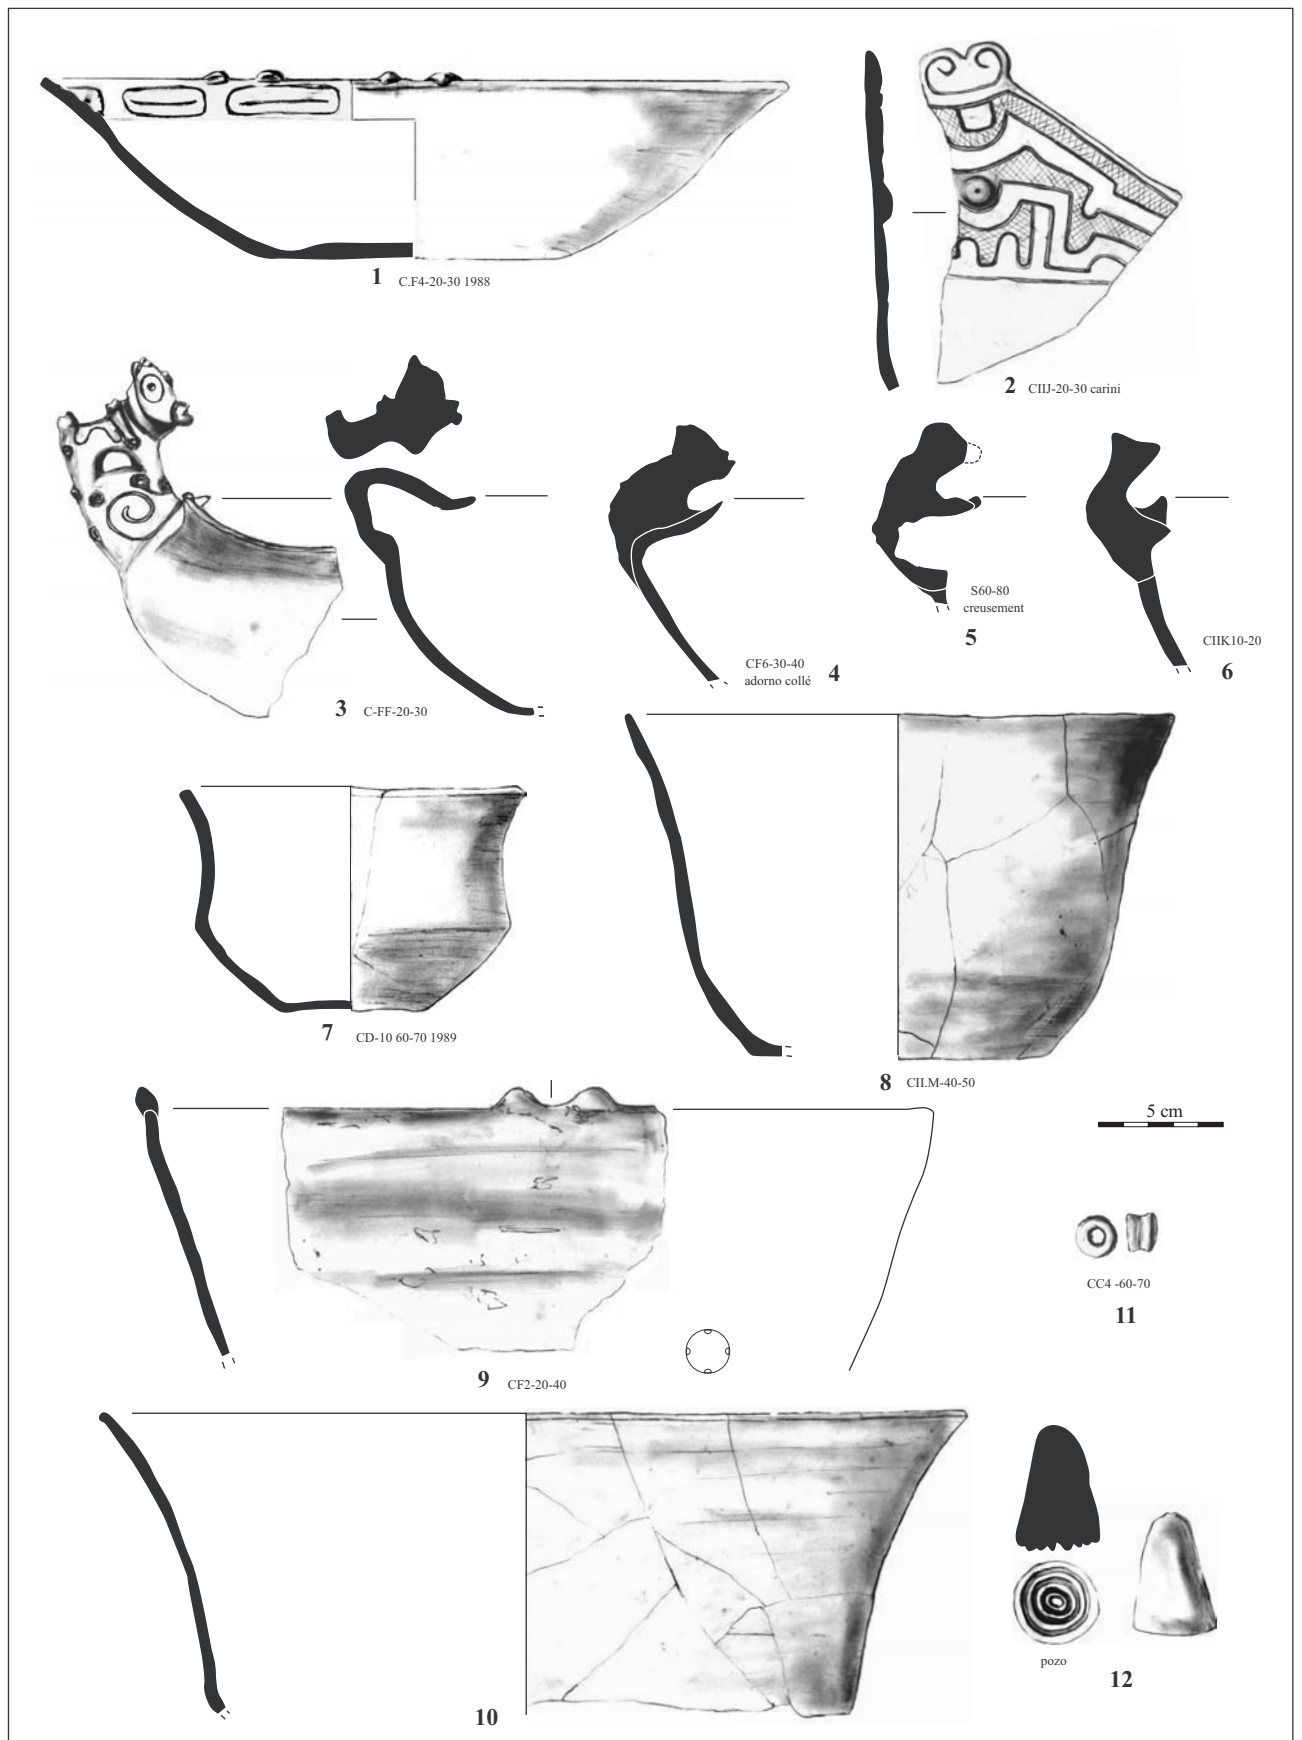 1 C.F4-20-30 1988
2 CIIJ-20-30 carini
3 C-FF-20-30
CF6-30-40
adorno collé
4
S60-80
creusement
5
CIIK10-20
6
7 CD-10 60-70 1989
8 CII.M-40-50
5 cm
9 CF2-20-40
CC4 -60-70
11
10
pozo
12